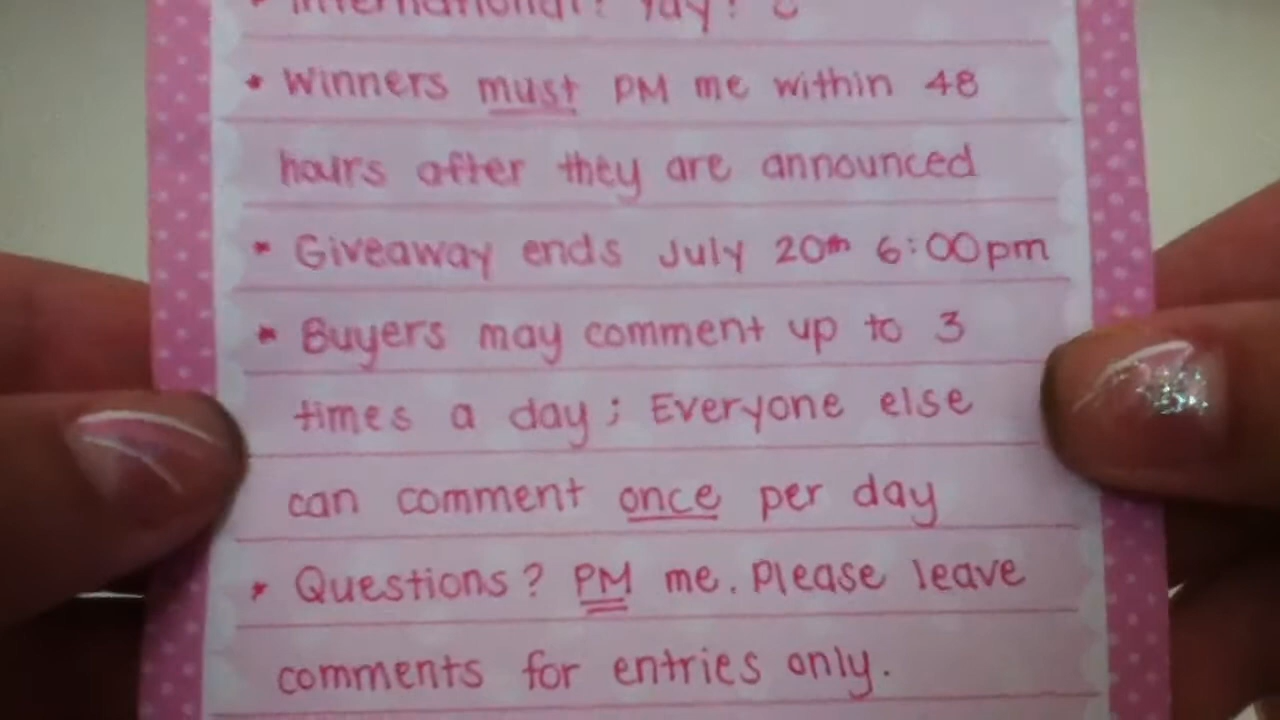 • International? Yay! ☺
• Winners must PM me within 48
hours after they are announced
• Giveaway ends July 20th 6:00pm
• Buyers may comment up to 3
times a day; Everyone else
can comment once per day
• Questions? PM me. Please leave
comments for entries only.